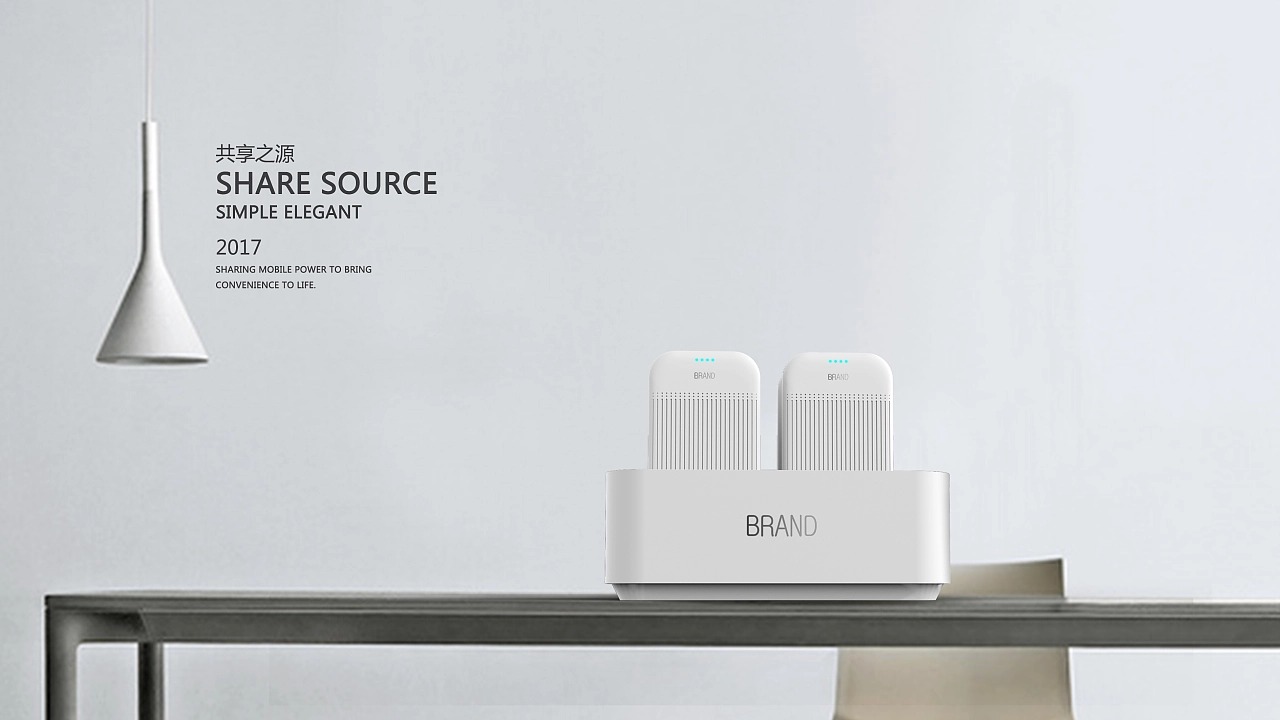 共享之源
SHARE SOURCE
SIMPLE ELEGANT
2017
SHARING MOBILE POWER TO BRING
CONVENIENCE TO LIFE.
BRAND
BRAND
BRAND